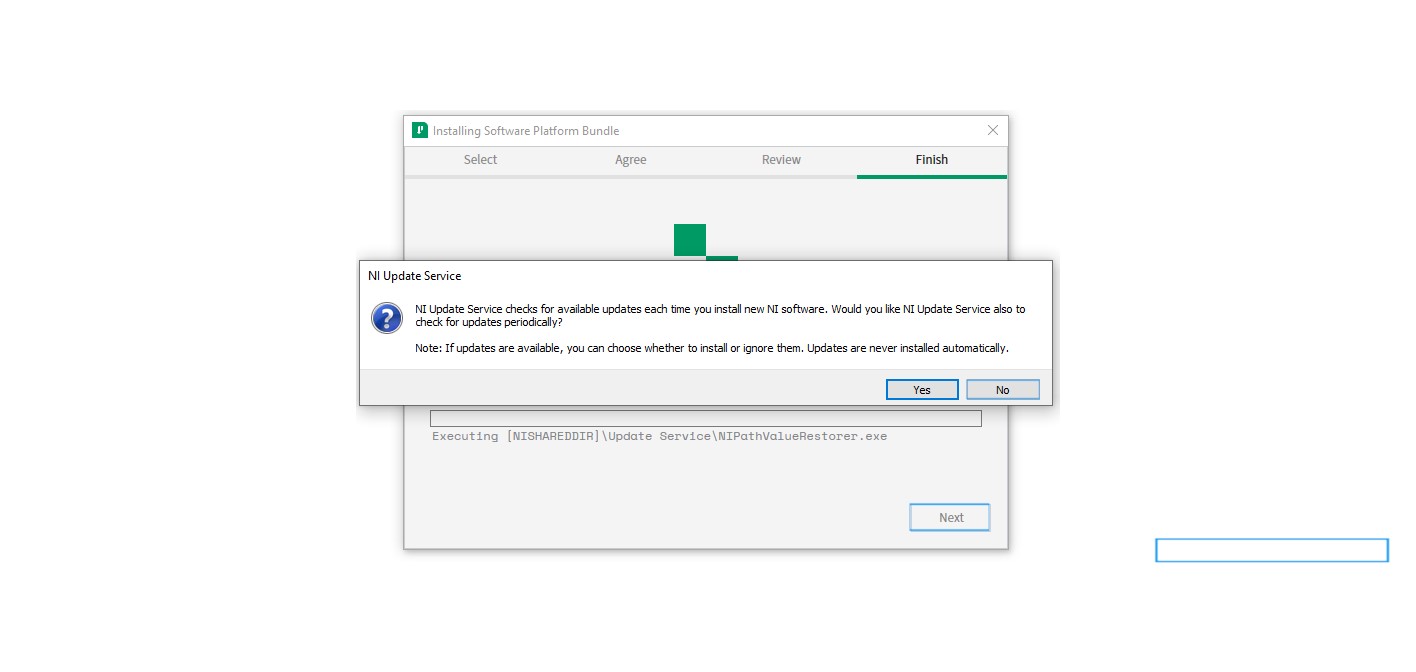 Installing Software Platform Bundle
Select Agree Review Finish
NI Update Service
NI Update Service checks for available updates each time you install new NI software. Would you like NI Update Service also to
check for updates periodically?
Note: If updates are available, you can choose whether to install or ignore them. Updates are never installed automatically.
Yes No
Executing [NISHAREDDIR]\Update Service\NIPathValueRestorer.exe
Next